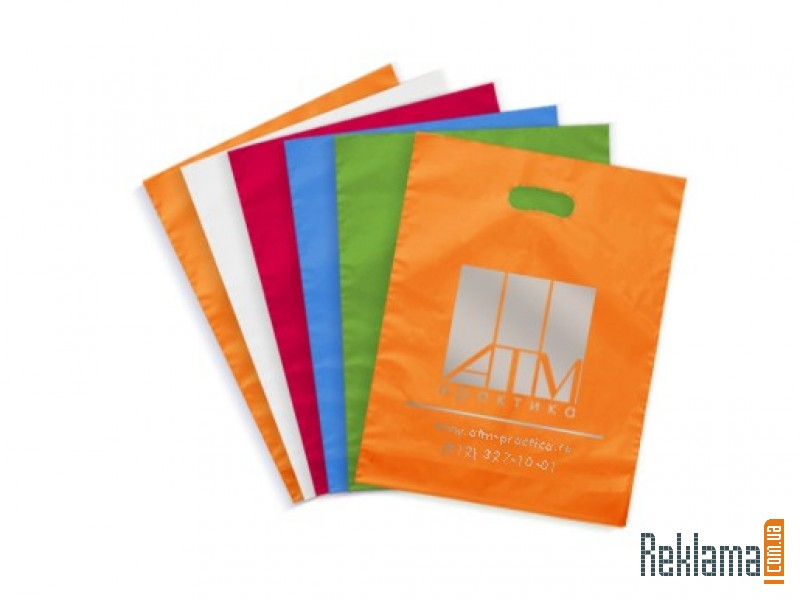 АТМ
практика
www.atm-practica.ru
(812) 327-10-01
Reklama
.com.ua